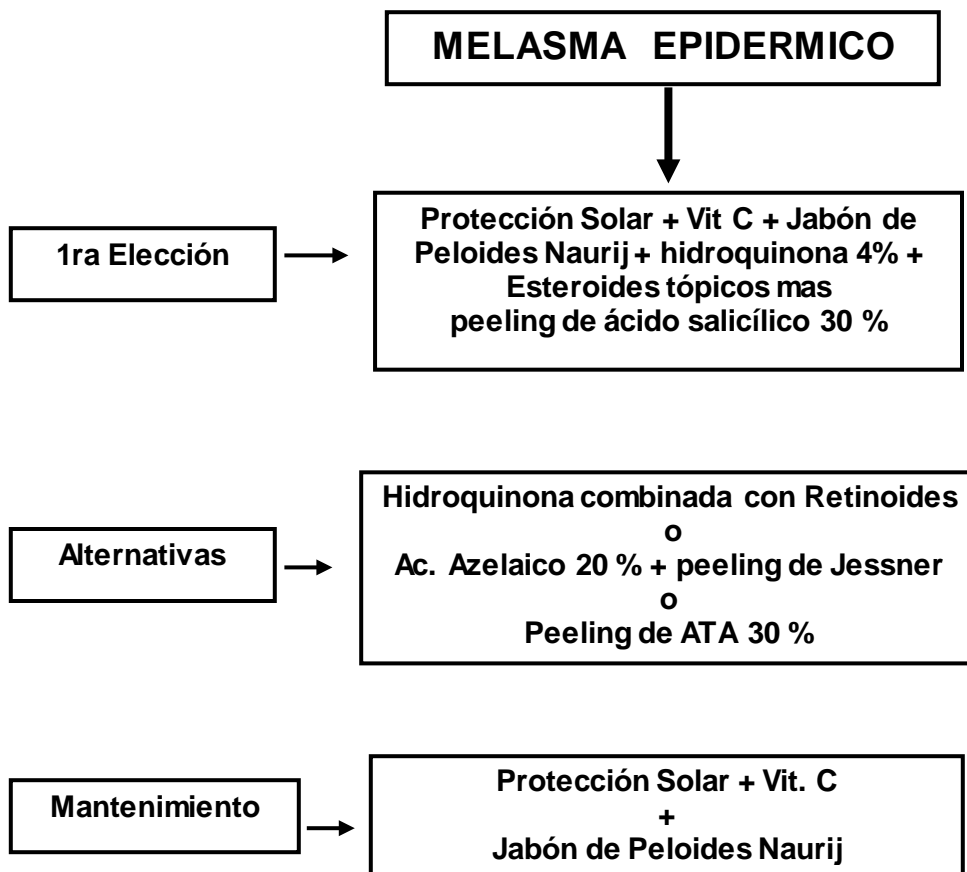 MELASMA EPIDERMICO
1ra Elección
Protección Solar + Vit C + Jabón de
Peloides Naurij + hidroquinona 4% +
Esteroides tópicos mas
peeling de ácido salicílico 30 %
Alternativas
Hidroquinona combinada con Retinoides
o
Ac. Azelaico 20 % + peeling de Jessner
o
Peeling de ATA 30 %
Mantenimiento
Protección Solar + Vit. C
+
Jabón de Peloides Naurij